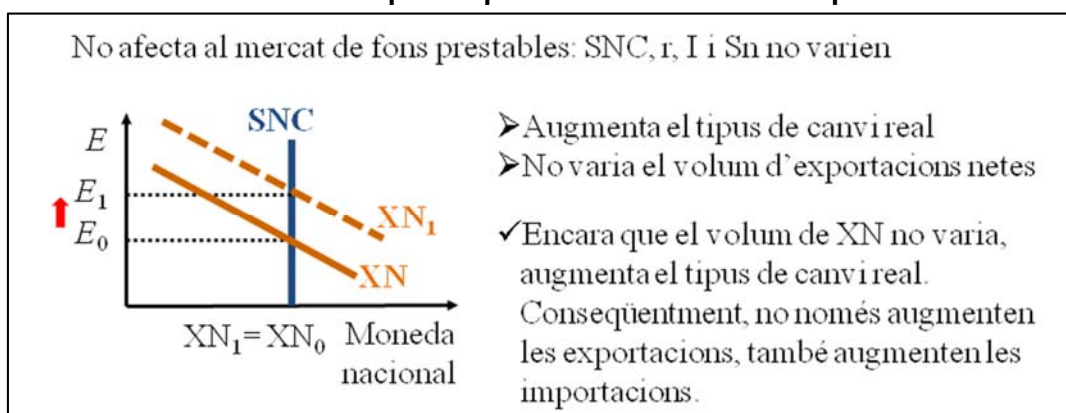 No afecta al mercat de fons prestables: SNC, r, I i Sn no varien
SNC
E
E₁
E₀
XN₁
XN
XN₁= XN₀ Moneda
nacional
➢Augmenta el tipus de canvi real
➢No varia el volum d’exportacions netes
✓Encara que el volum de XN no varia,
augmenta el tipus de canvi real.
Conseqüentment, no només augmenten
les exportacions, també augmenten les
importacions.